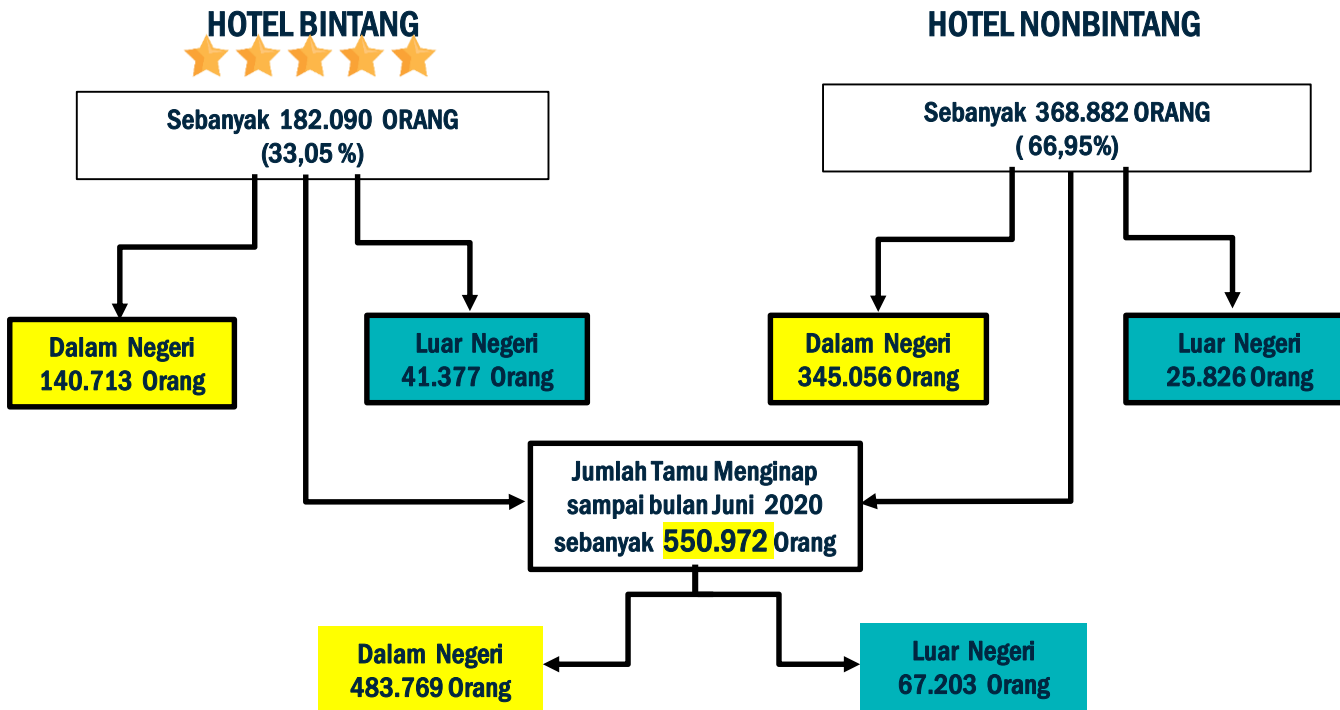 HOTEL BINTANG
Sebanyak 182.090 ORANG
(33,05 %)
Dalam Negeri
140.713 Orang
Luar Negeri
41.377 Orang
HOTEL NONBINTANG
Sebanyak 368.882 ORANG
( 66,95%)
Dalam Negeri
345.056 Orang
Luar Negeri
25.826 Orang
Jumlah Tamu Menginap
sampai bulan Juni 2020
sebanyak 550.972 Orang
Dalam Negeri
483.769 Orang
Luar Negeri
67.203 Orang